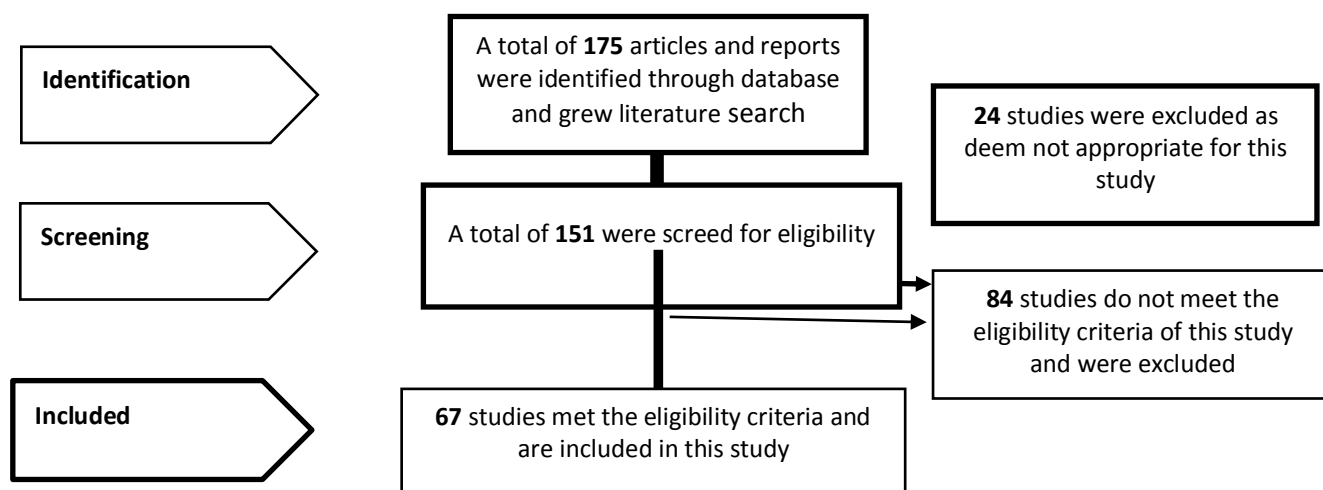 Identification
A total of 175 articles and reports
were identified through database
and grew literature search
24 studies were excluded as
deem not appropriate for this
study
Screening
A total of 151 were screed for eligibility
84 studies do not meet the
eligibility criteria of this study
and were excluded
Included
67 studies met the eligibility criteria and
are included in this study